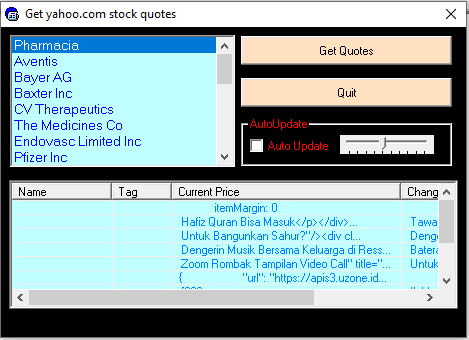 Get yahoo.com stock quotes
Pharmacia
Aventis
Bayer AG
Baxter Inc
CV Therapeutics
The Medicines Co
Endovasc Limited Inc
Pfizer Inc
Get Quotes
Quit
AutoUpdate
Auto Update
Name Tag Current Price Chang
itemMargin: 0
Hafiz Quran Bisa Masuk</p></div>... Tawa
Untuk Bangunkan Sahur?"/><div cl... Deng
Dengerin Musik Bersama Keluarga di Ress... Batera
Zoom Rombak Tampilan Video Call" title="... Untuk
{ "url": "https://apis3.uzone.id...